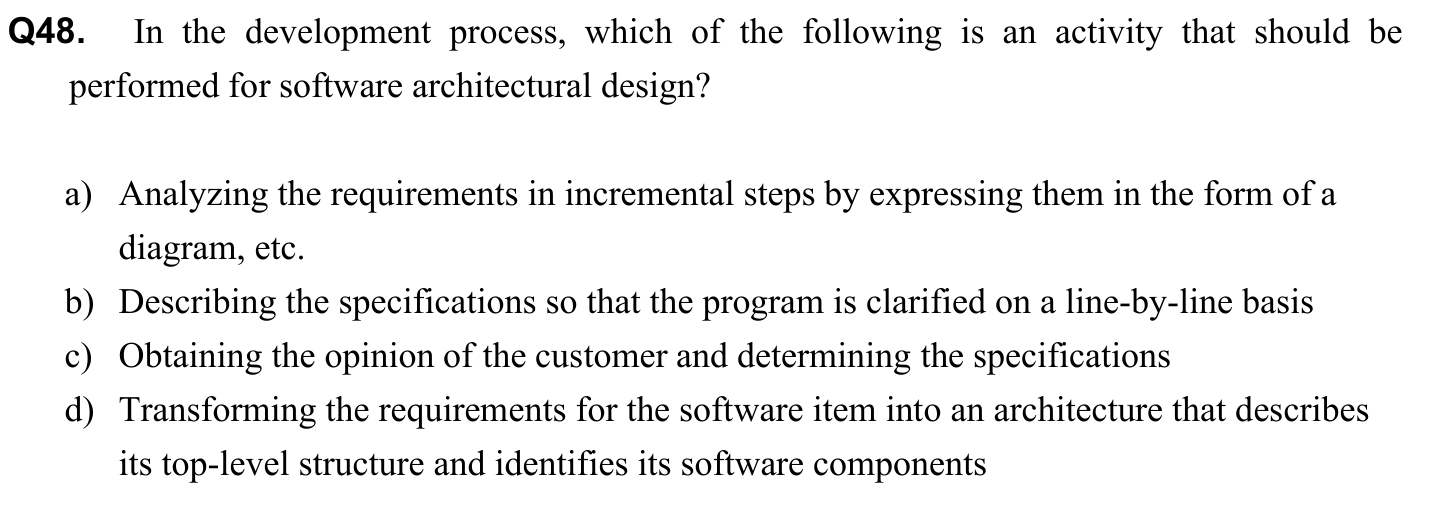 Q48. In the development process, which of the following is an activity that should be
performed for software architectural design?
a) Analyzing the requirements in incremental steps by expressing them in the form of a
diagram, etc.
b) Describing the specifications so that the program is clarified on a line-by-line basis
c) Obtaining the opinion of the customer and determining the specifications
d) Transforming the requirements for the software item into an architecture that describes
its top-level structure and identifies its software components